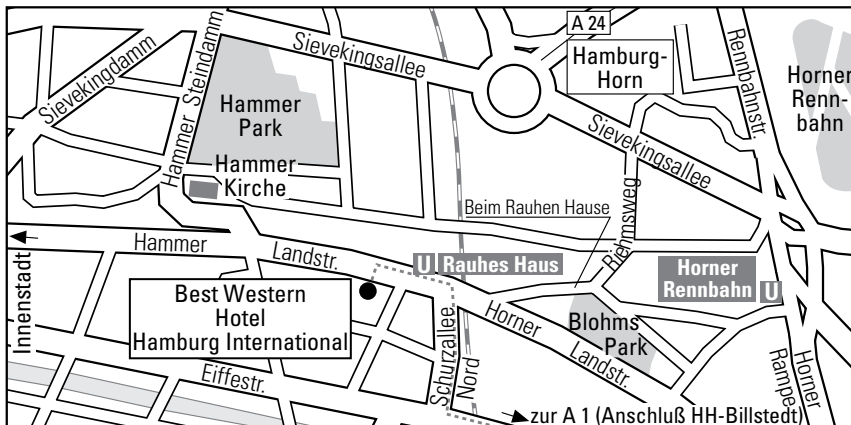 A 24
Hamburg-
Horn
Sievekingsallee
Sievekingdamm
Hammer Steindamm
Hammer
Park
Rennbahnstr.
Horner
Renn-
bahn
Sievekingsallee
Hammer
Kirche
Beim Rauhen Hause
Riehmsweg
Hammer
Landstr.
U Rauhes Haus
Horner
Rennbahn U
Innenstadt
Best Western
Hotel
Hamburg International
Schurzallee
Nord
Horner
Landstr.
Blohms
Park
Horner
Rampe
Eiffestr.
zur A 1 (Anschluß HH-Billstedt)